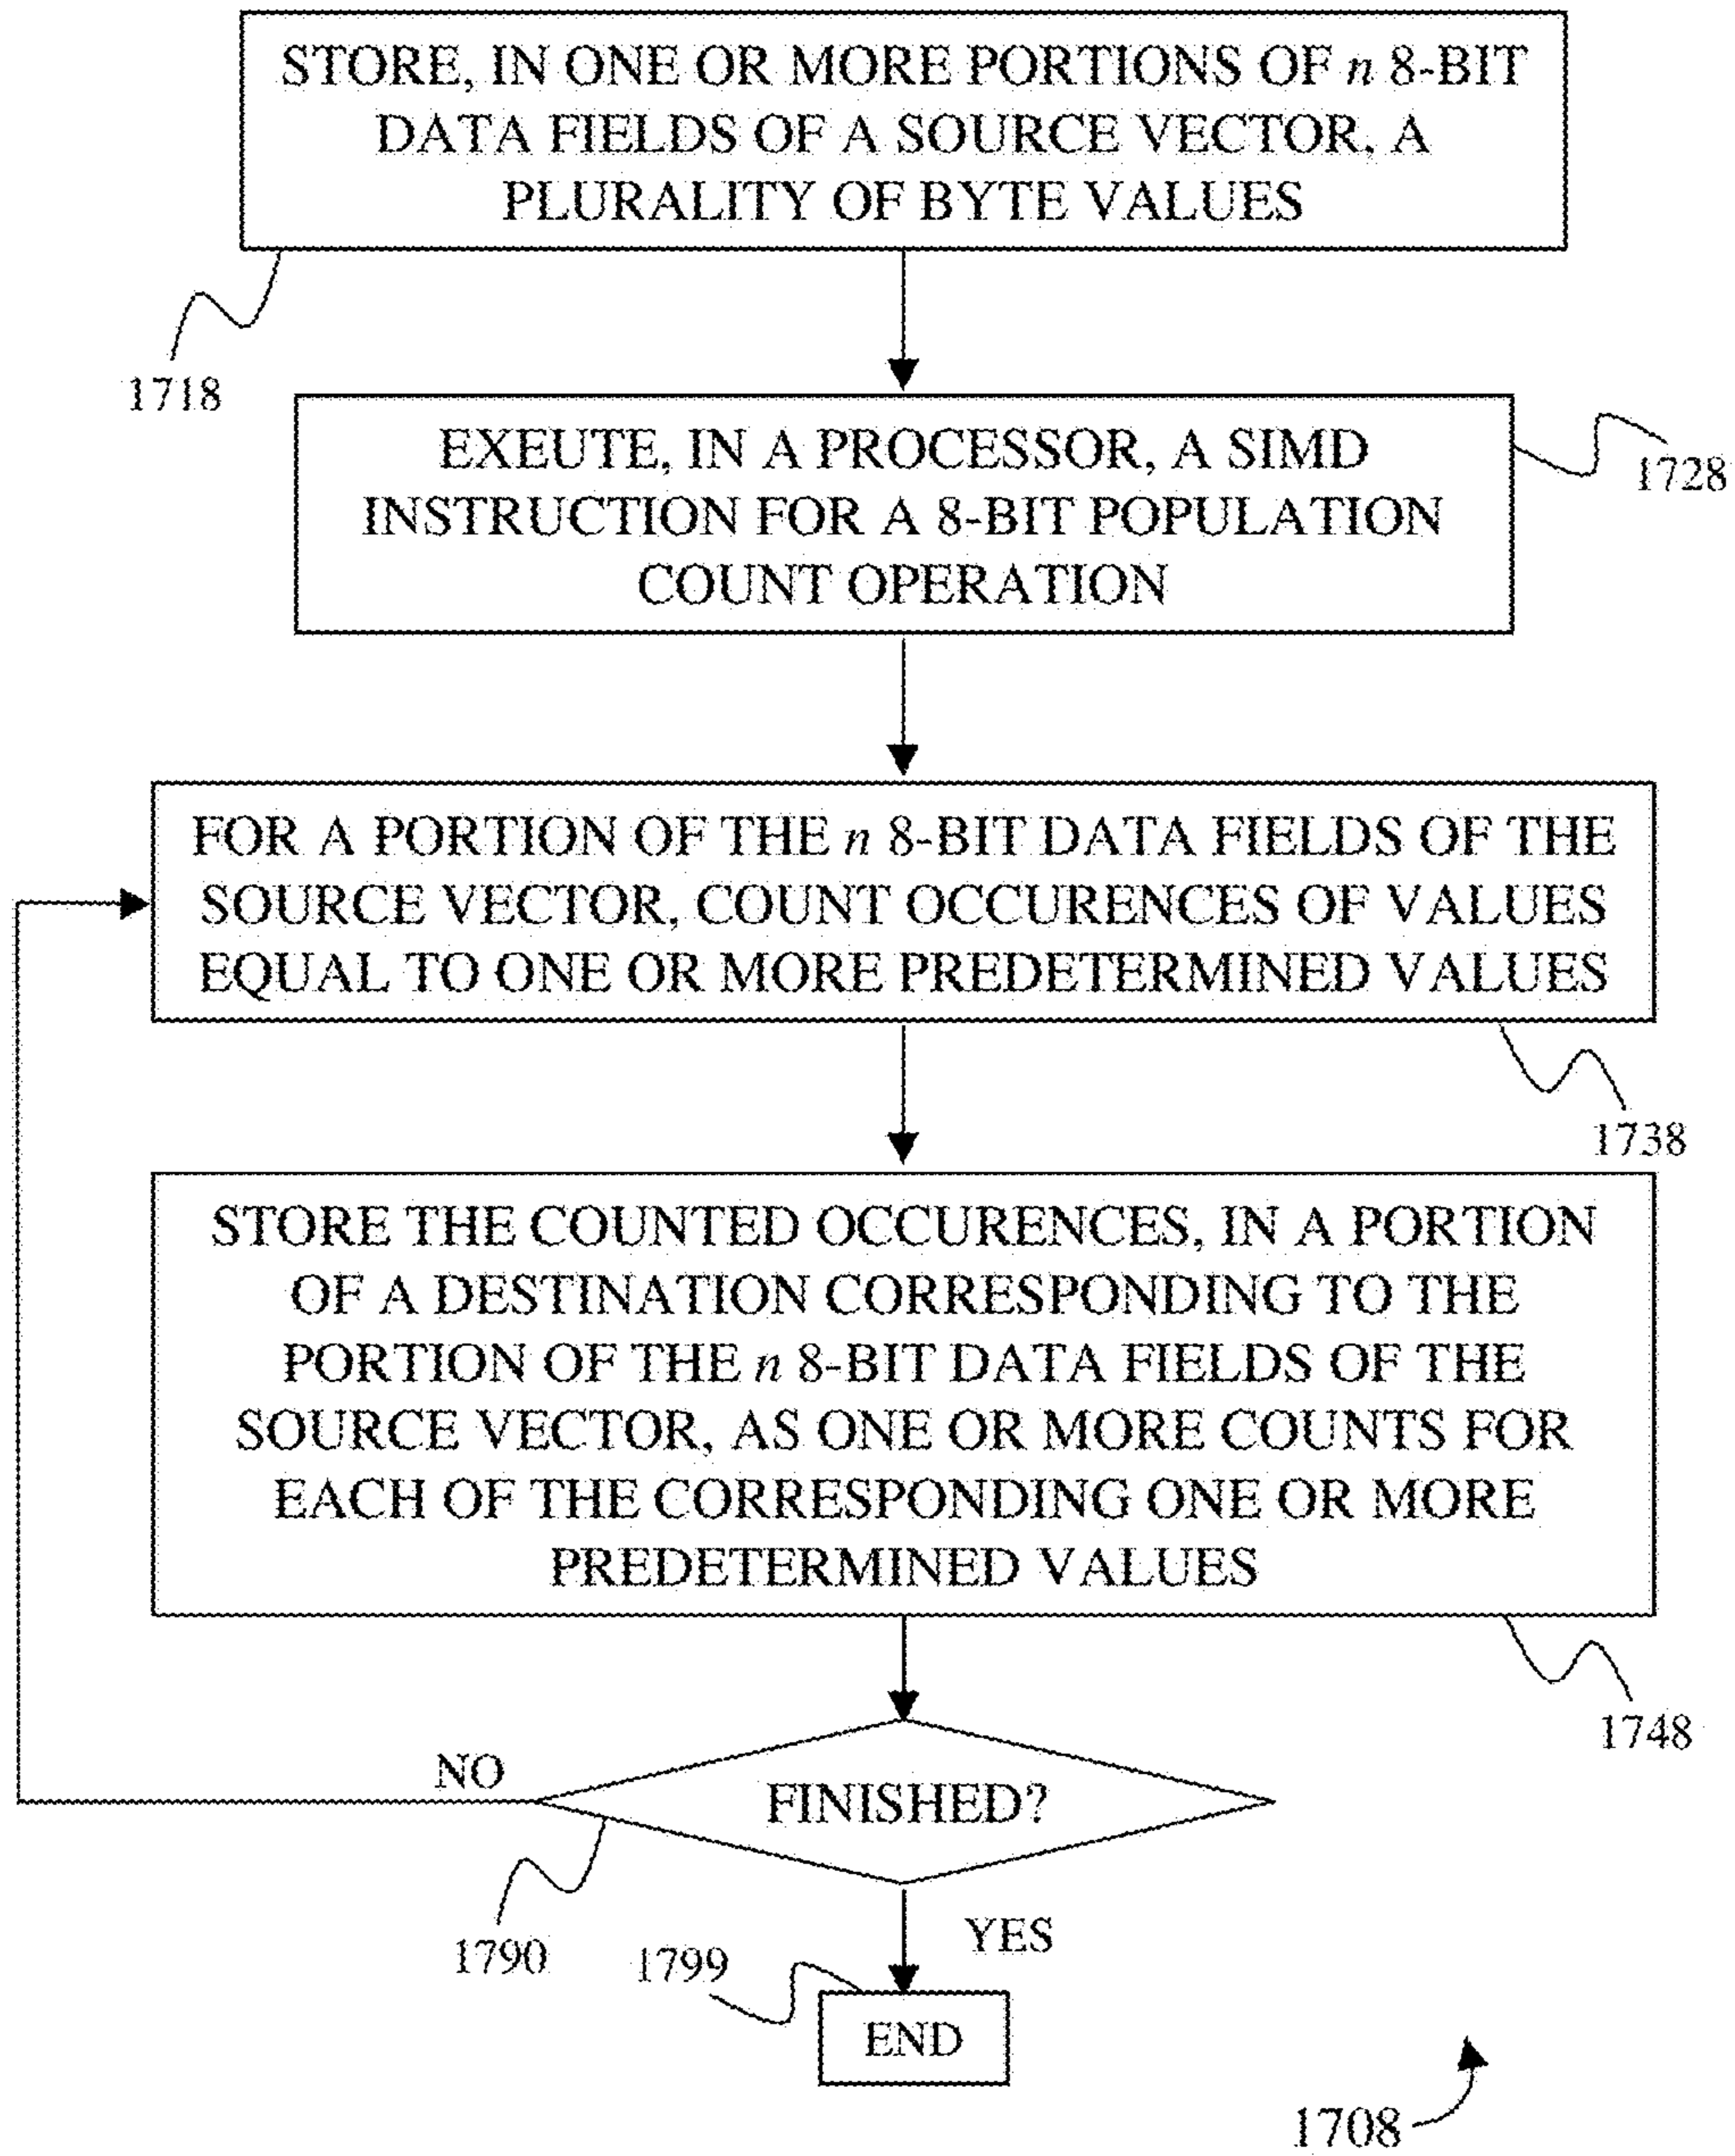 STORE, IN ONE OR MORE PORTIONS OF n 8-BIT
DATA FIELDS OF A SOURCE VECTOR, A
PLURALITY OF BYTE VALUES
1718
EXEUTE, IN A PROCESSOR, A SIMD
INSTRUCTION FOR A 8-BIT POPULATION
COUNT OPERATION
1728
FOR A PORTION OF THE n 8-BIT DATA FIELDS OF THE
SOURCE VECTOR, COUNT OCCURENCES OF VALUES
EQUAL TO ONE OR MORE PREDETERMINED VALUES
1738
STORE THE COUNTED OCCURENCES, IN A PORTION
OF A DESTINATION CORRESPONDING TO THE
PORTION OF THE n 8-BIT DATA FIELDS OF THE
SOURCE VECTOR, AS ONE OR MORE COUNTS FOR
EACH OF THE CORRESPONDING ONE OR MORE
PREDETERMINED VALUES
1748
NO
FINISHED?
1790
YES
1799
END
1708